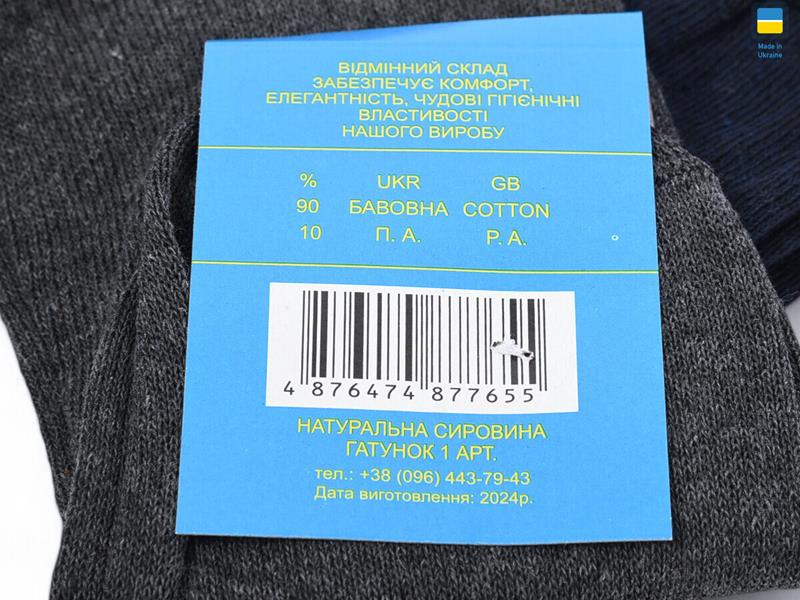 Made in
Ukraine
ВІДМІННИЙ СКЛАД
ЗАБЕЗПЕЧУЄ КОМФОРТ,
ЕЛЕГАНТНІСТЬ, ЧУДОВІ ГІГІЄНІЧНІ
ВЛАСТИВОСТІ
НАШОГО ВИРОБУ
% UKR GB
90 БАВОВНА COTTON
10 П. А. P. A.
4 876474 877655
НАТУРАЛЬНА СИРОВИНА
ГАТУНОК 1 АРТ.
тел.: +38 (096) 443-79-43
Дата виготовлення: 2024р.